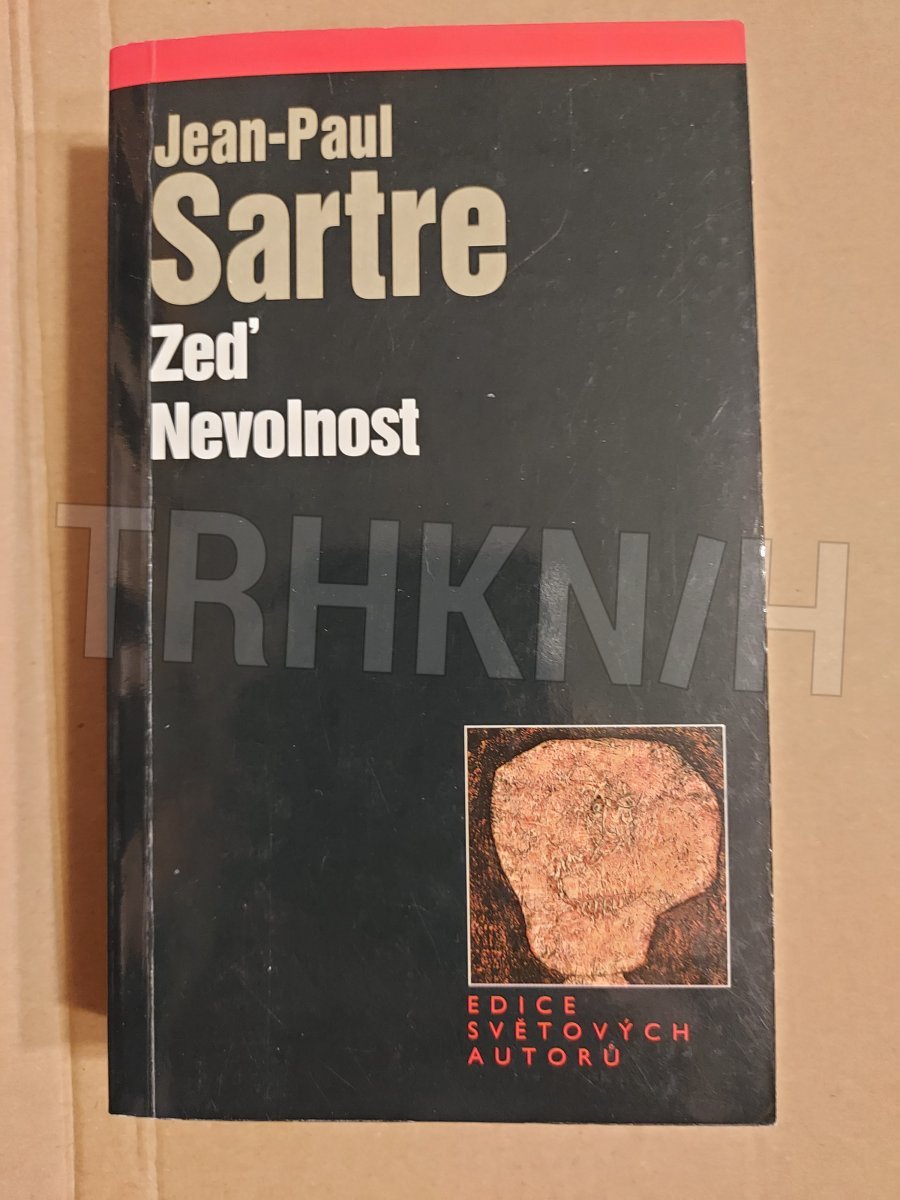 Jean-Paul
Sartre
Zeď
Nevolnost
TRHKNIH
EDICE
SVĚTOVÝCH
AUTORŮ